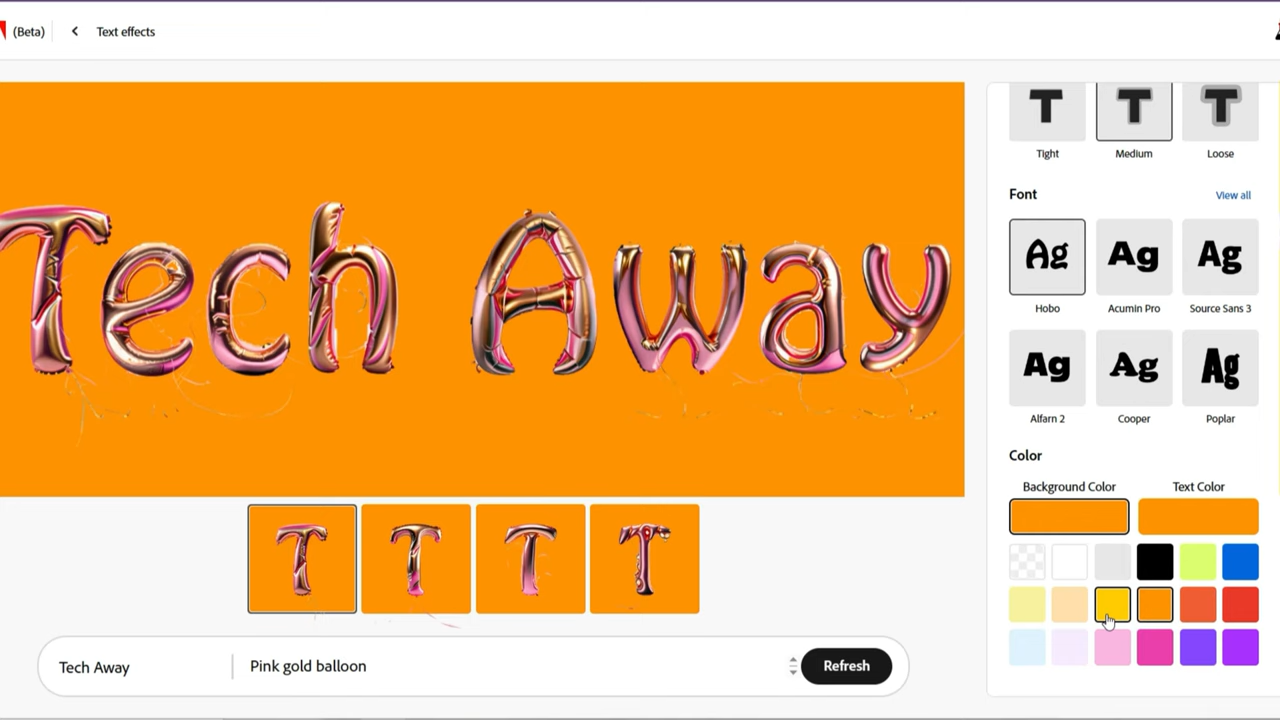 (Beta)
Text effects
Tech Away
T T T
Tight Medium Loose
Font
View all
Ag Ag Ag
Hobo Acumin Pro Source Sans 3
Ag Ag Ag
Alfarn 2 Cooper Poplar
Color
Background Color Text Color
T T T T
Tech Away
Pink gold balloon
Refresh